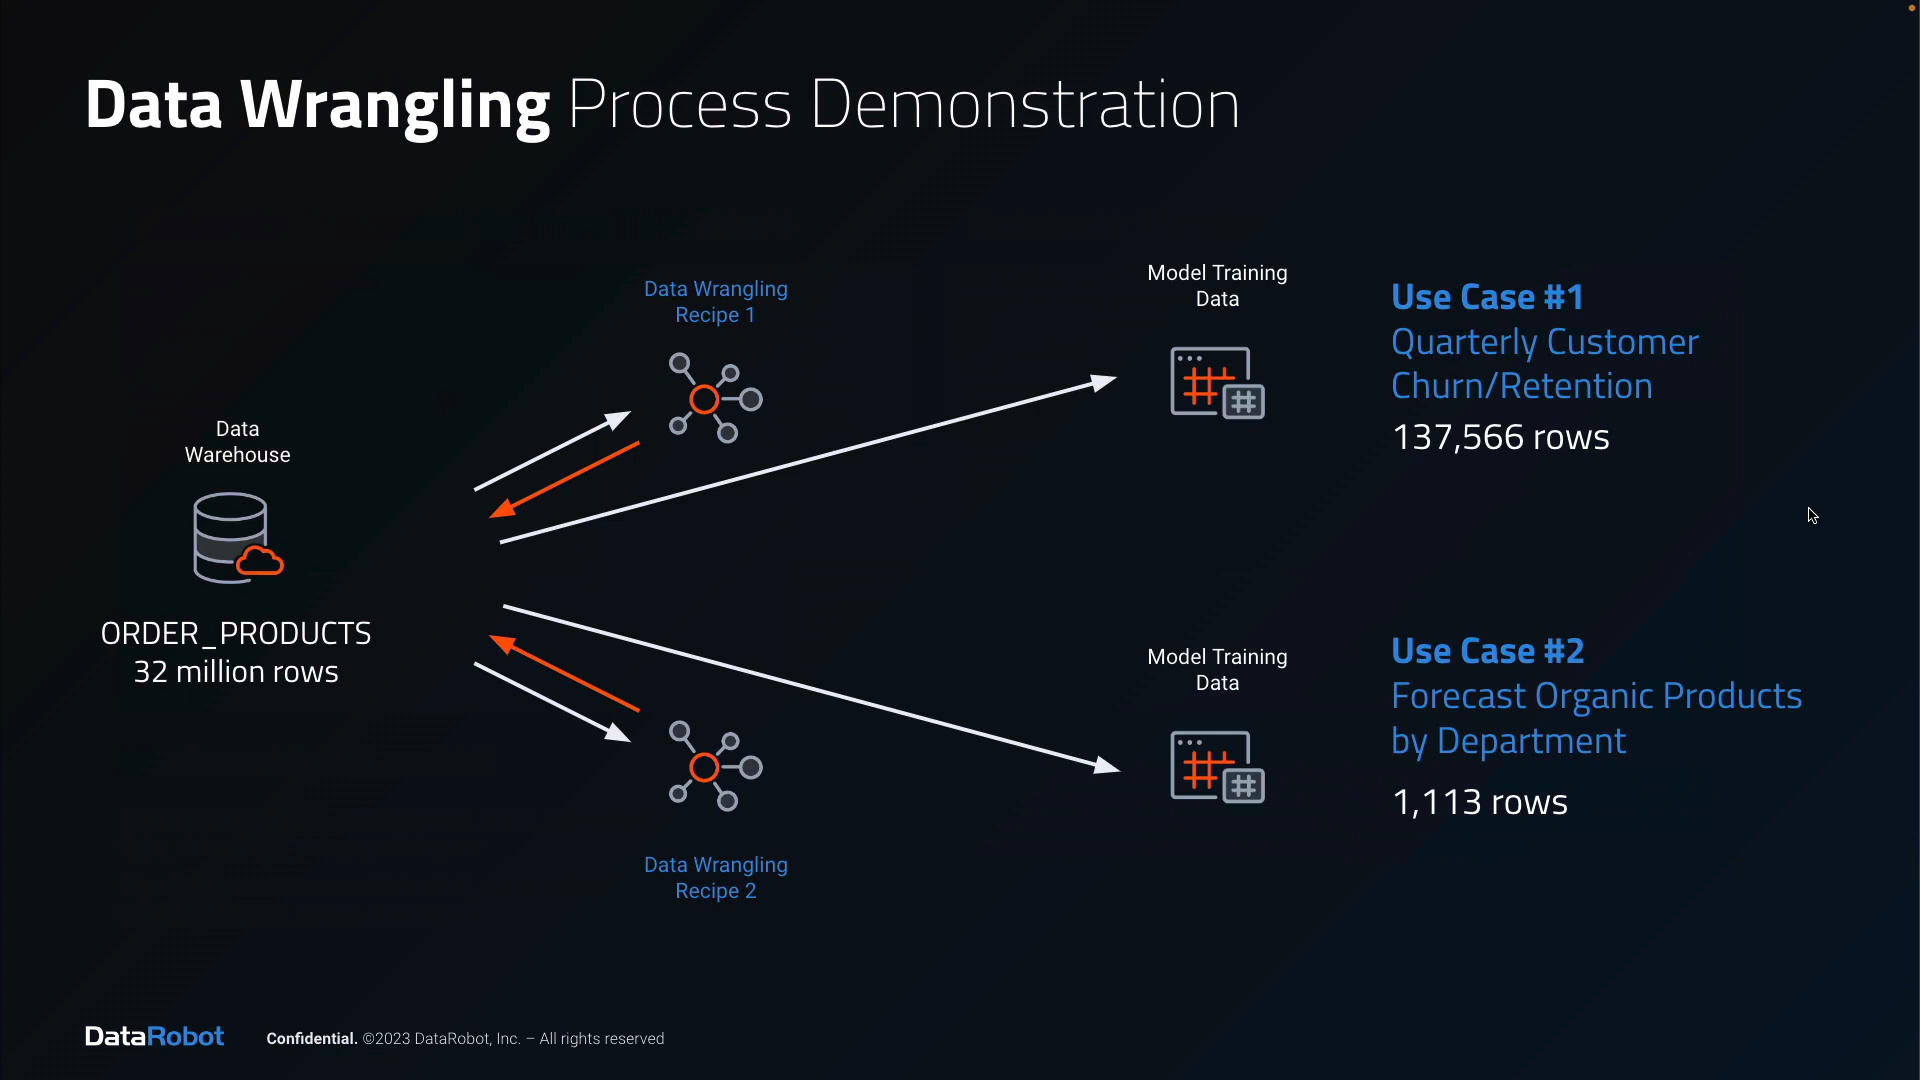 Data Wrangling Process Demonstration
Data Wrangling
Recipe 1
Model Training
Data
Use Case #1
Quarterly Customer
Churn/Retention
137,566 rows
Data
Warehouse
ORDER_PRODUCTS
32 million rows
Model Training
Data
Use Case #2
Forecast Organic Products
by Department
1,113 rows
Data Wrangling
Recipe 2
DataRobot Confidential. ©2023 DataRobot, Inc. – All rights reserved